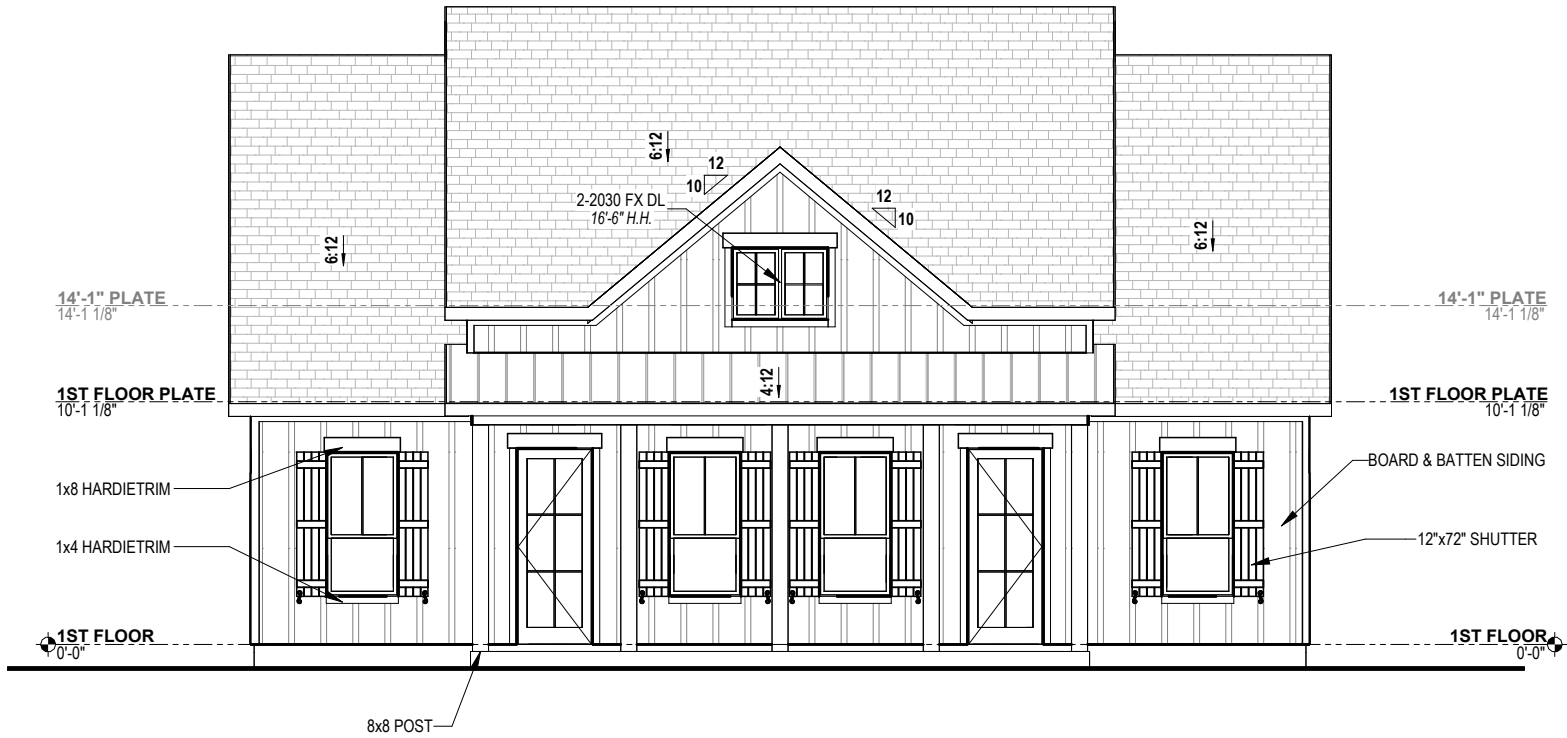 6:12
12
10
2-2030 FX DL
16'-6" H.H.
12
10
6:12
6:12
14'-1" PLATE
14'-1 1/8"
14'-1" PLATE
14'-1 1/8"
4:12
1ST FLOOR PLATE
10'-1 1/8"
1ST FLOOR PLATE
10'-1 1/8"
BOARD & BATTEN SIDING
1x8 HARDIETRIM
12"x72" SHUTTER
1x4 HARDIETRIM
1ST FLOOR
0'-0"
1ST FLOOR
0'-0"
8x8 POST